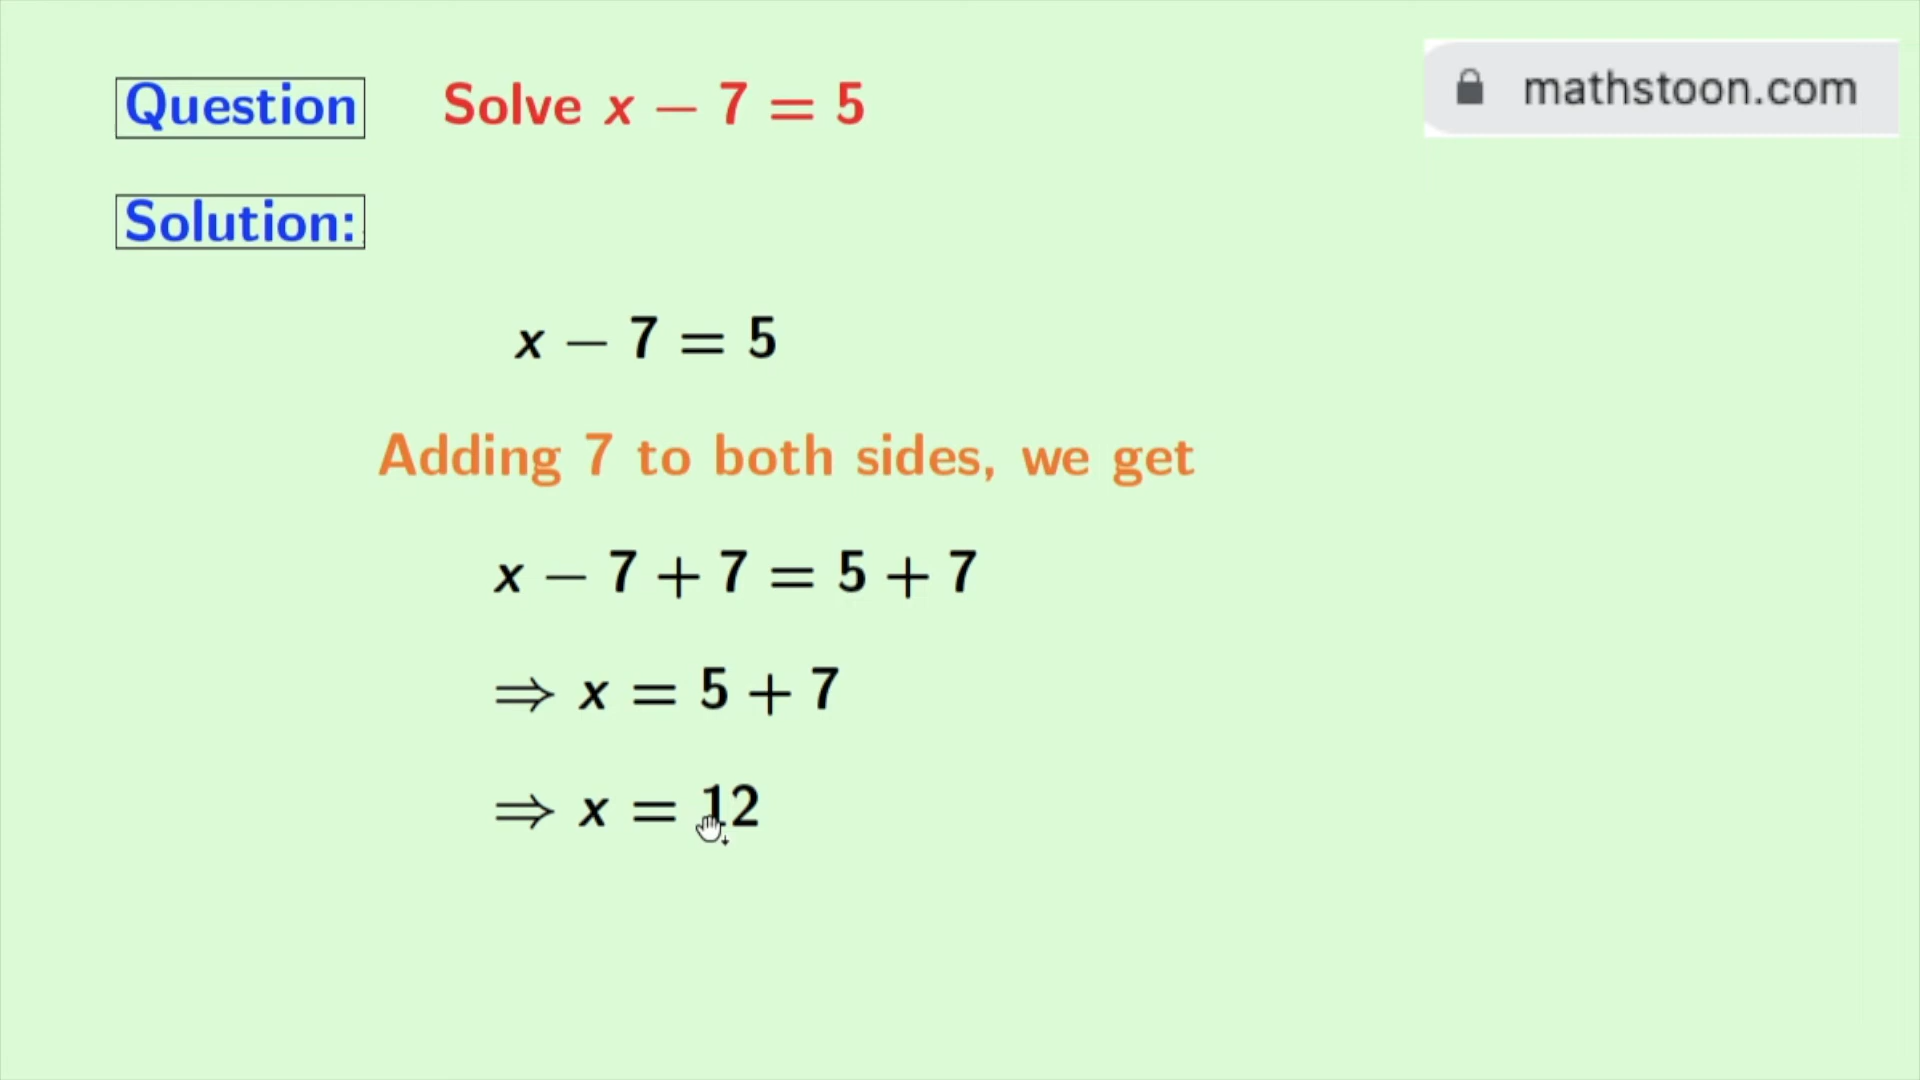 Question Solve x − 7 = 5
mathstoon.com
Solution:
x − 7 = 5
Adding 7 to both sides, we get
x − 7 + 7 = 5 + 7
⇒ x = 5 + 7
⇒ x = 12